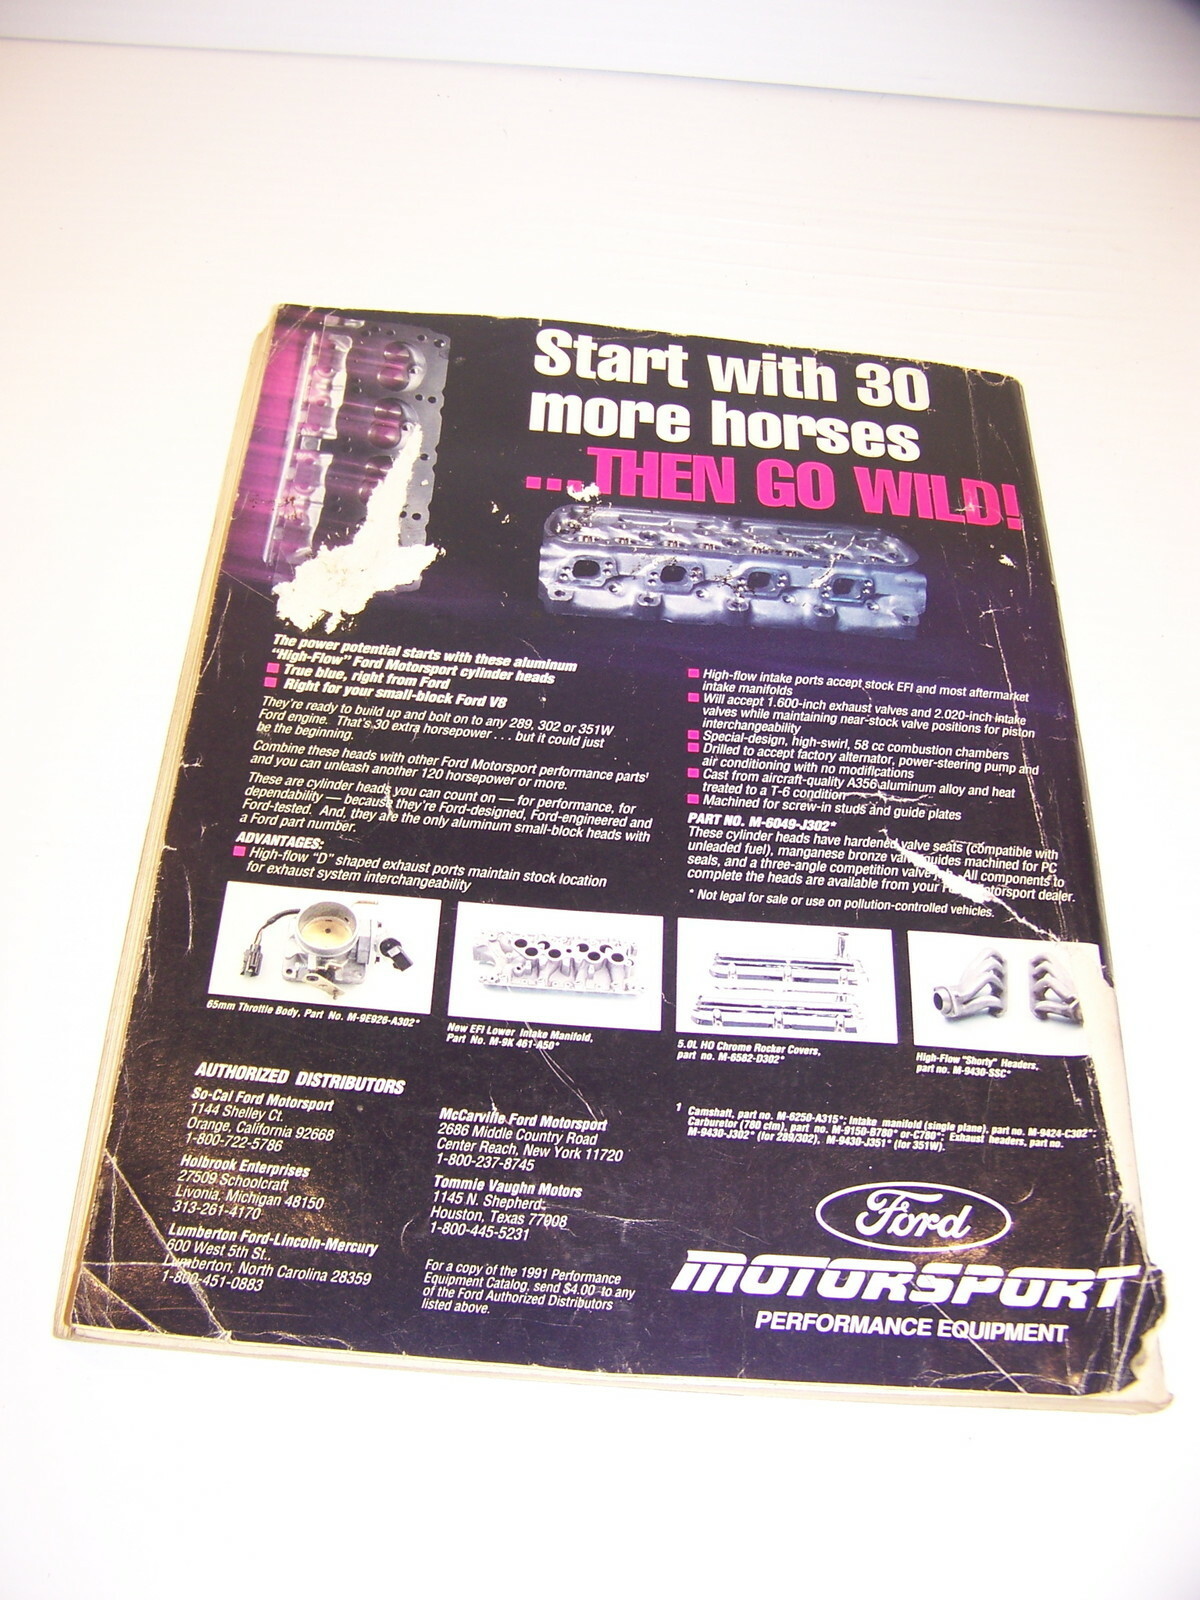 Start with 30
more horses
...THEN GO WILD!
The power potential starts with these aluminum
"High-Flow" Ford Motorsport cylinder heads
True blue, right from Ford
Right for your small-block Ford V8
They're ready to build up and bolt on to any 289, 302 or 351W
Ford engine. That's 30 extra horsepower . . . but it could just
be the beginning.
Combine these heads with other Ford Motorsport performance parts¹
and you can unleash another 120 horsepower or more.
These are cylinder heads you can count on — for performance, for
dependability — because they're Ford-designed, Ford-engineered and
Ford-tested. And, they are the only aluminum small-block heads with
a Ford part number.
ADVANTAGES:
High-flow "D" shaped exhaust ports maintain stock location
for exhaust system interchangeability
High-flow intake ports accept stock EFI and most aftermarket
intake manifolds
Will accept 1.600-inch exhaust valves and 2.020-inch intake
valves while maintaining near-stock valve positions for piston
interchangeability
Special-design, high-swirl, 58 cc combustion chambers
Drilled to accept factory alternator, power-steering pump and
air conditioning with no modifications
Cast from aircraft-quality A356 aluminum alloy and heat
treated to a T-6 condition
Machined for screw-in studs and guide plates
PART NO. M-6049-J302*
These cylinder heads have hardened valve seats (compatible with
unleaded fuel), manganese bronze valve guides machined for PC
seals, and a three-angle competition valve job. All components to
complete the heads are available from your Motorsport dealer.
* Not legal for sale or use on pollution-controlled vehicles.
65mm Throttle Body, Part No. M-9E926-A302*
New EFI Lower Intake Manifold,
Part No. M-9K 461-A50*
5.0L HO Chrome Rocker Covers,
part no. M-6582-D302*
High-Flow "Shorty" Headers,
part no. M-9430-SSC*
AUTHORIZED DISTRIBUTORS
So-Cal Ford Motorsport
1144 Shelley Ct.
Orange, California 92668
1-800-722-5786
Holbrook Enterprises
27509 Schoolcraft
Livonia, Michigan 48150
313-261-4170
Lumberton Ford-Lincoln-Mercury
600 West 5th St.
Lumberton, North Carolina 28359
1-800-451-0883
McCarville Ford Motorsport
2686 Middle Country Road
Center Reach, New York 11720
1-800-237-8745
Tommie Vaughn Motors
1145 N. Shepherd
Houston, Texas 77008
1-800-445-5231
For a copy of the 1991 Performance
Equipment Catalog, send $4.00 to any
of the Ford Authorized Distributors
listed above.
1 Camshaft, part no. M-6250-A315*; Intake manifold (single plane), part no. M-9424-C302*;
Carburetor (780 cfm), part no. M-9150-B780* or-C780*; Exhaust headers, part no.
M-9430-J302* (for 289/302), M-9430-J351* (for 351W).
Ford
MOTORSPORT
PERFORMANCE EQUIPMENT